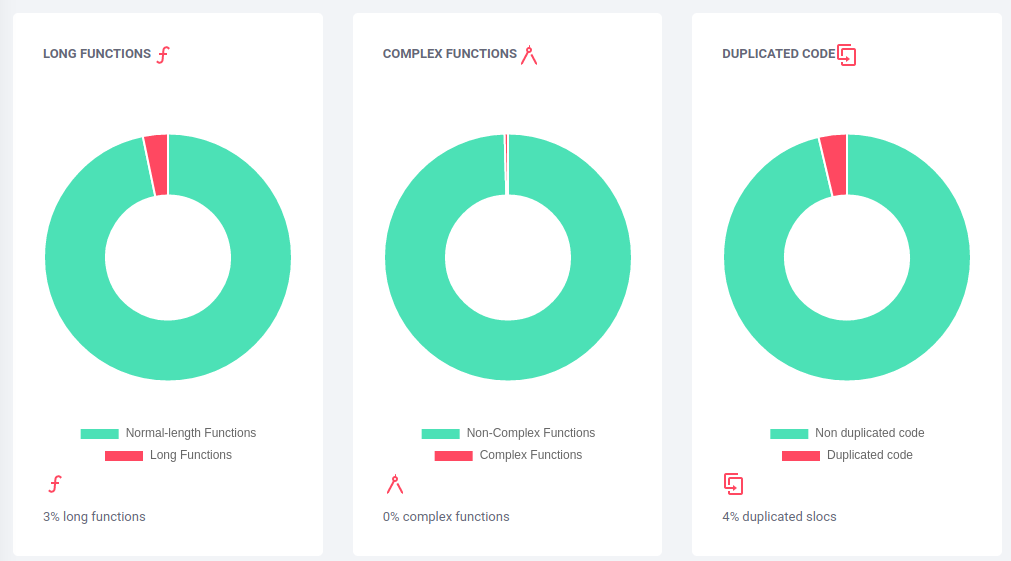 LONG FUNCTIONS
Normal-length Functions
Long Functions
3% long functions
COMPLEX FUNCTIONS
Non-Complex Functions
Complex Functions
0% complex functions
DUPLICATED CODE
Non duplicated code
Duplicated code
4% duplicated slocs